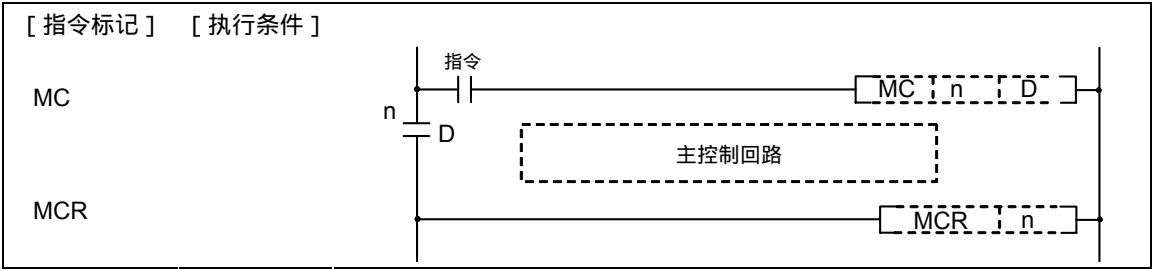 [ 指令标记 ] [ 执行条件 ]
指令
MC
MC n D
n
D
主控制回路
MCR
MCR n